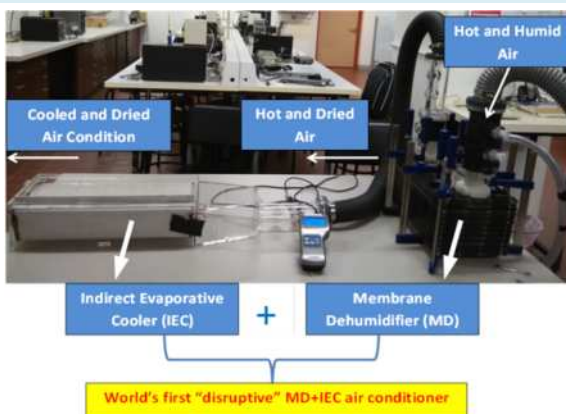 Hot and Humid
Air
Cooled and Dried
Air Condition
Hot and Dried
Air
Indirect Evaporative
Cooler (IEC)
+
Membrane
Dehumidifier (MD)
World's first "disruptive" MD+IEC air conditioner